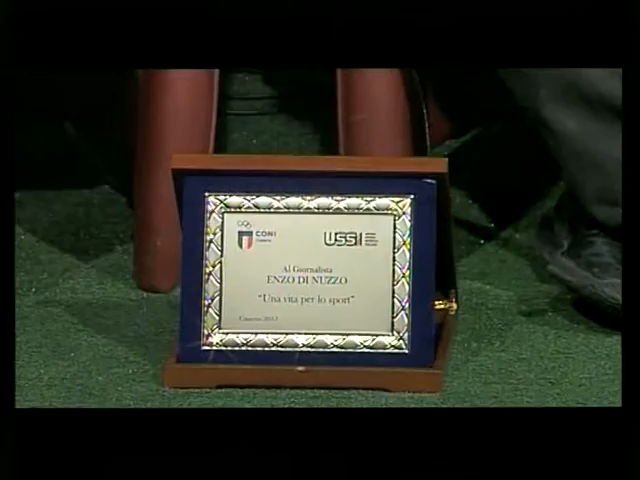 CONI
USSI
Al Giornalista
ENZO DI NUZZO
"Una vita per lo sport"